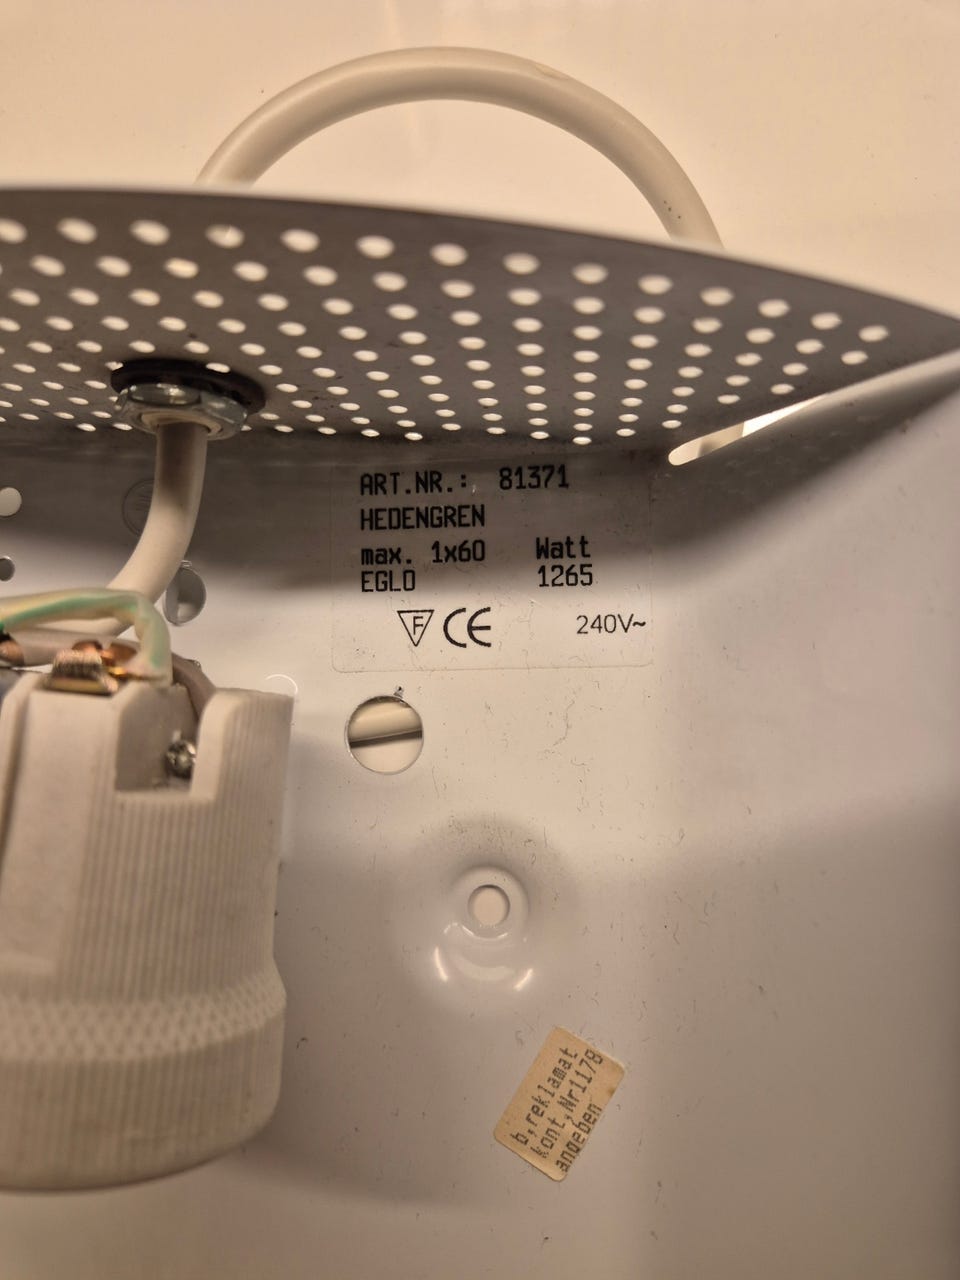 ART.NR.: 81371
HEDENGREN
max. 1x60 Watt
EGLO 1265
F CE 240V~
b,reklamat
kont,Nr1178
angeben